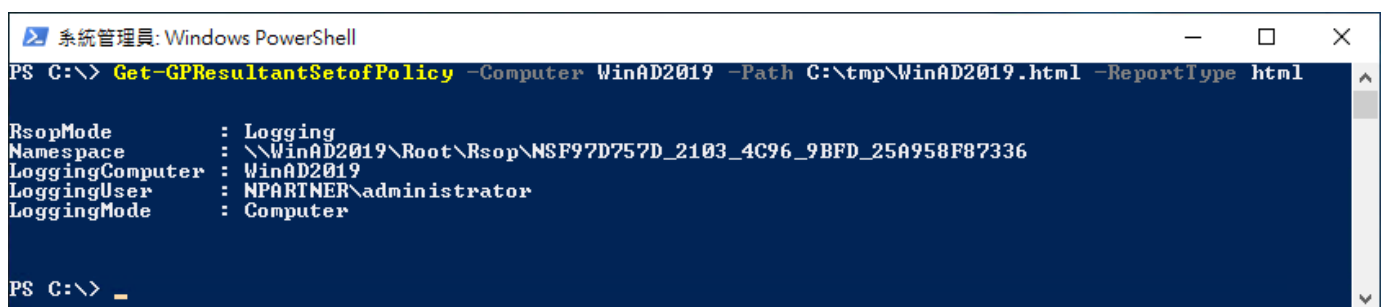 系統管理員: Windows PowerShell
PS C:\> Get-GPResultantSetofPolicy -Computer WinAD2019 -Path C:\tmp\WinAD2019.html -ReportType html
RsopMode : Logging
Namespace : \\WinAD2019\Root\Rsop\NSF97D757D_2103_4C96_9BFD_25A958F87336
LoggingComputer : WinAD2019
LoggingUser : NPARTNER\administrator
LoggingMode : Computer
PS C:\> _